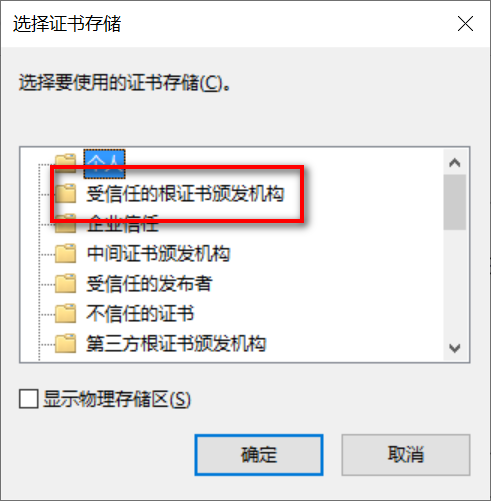 选择证书存储
选择要使用的证书存储(C)。
个人
受信任的根证书颁发机构
企业信任
中间证书颁发机构
受信任的发布者
不信任的证书
第三方根证书颁发机构
显示物理存储区(S)
确定
取消